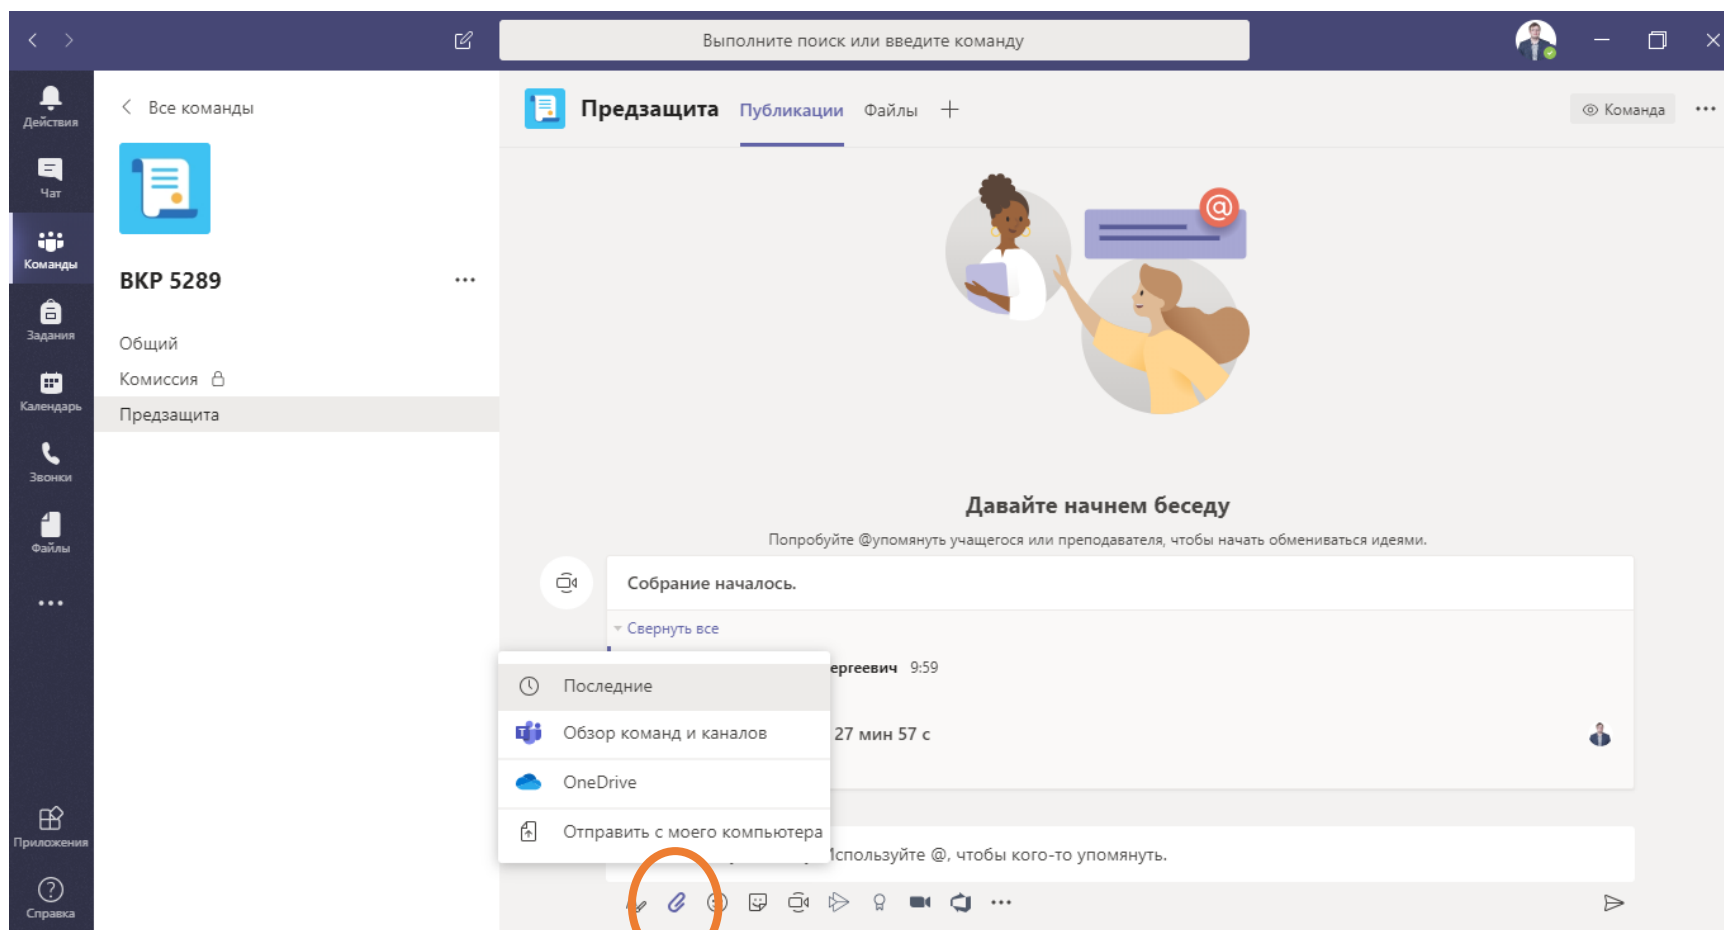 Выполните поиск или введите команду
Действия
Чат
Команды
Задания
Календарь
Звонки
Файлы
Приложения
Справка
Все команды
ВКР 5289
Общий
Комиссия
Предзащита
Предзащита Публикации Файлы
Команда
@
Давайте начнем беседу
Попробуйте @упомянуть учащегося или преподавателя, чтобы начать обмениваться идеями.
Собрание началось.
Свернуть все
ергеевич 9:59
27 мин 57 с
Последние
Обзор команд и каналов
OneDrive
Отправить с моего компьютера
Используйте @, чтобы кого-то упомянуть.